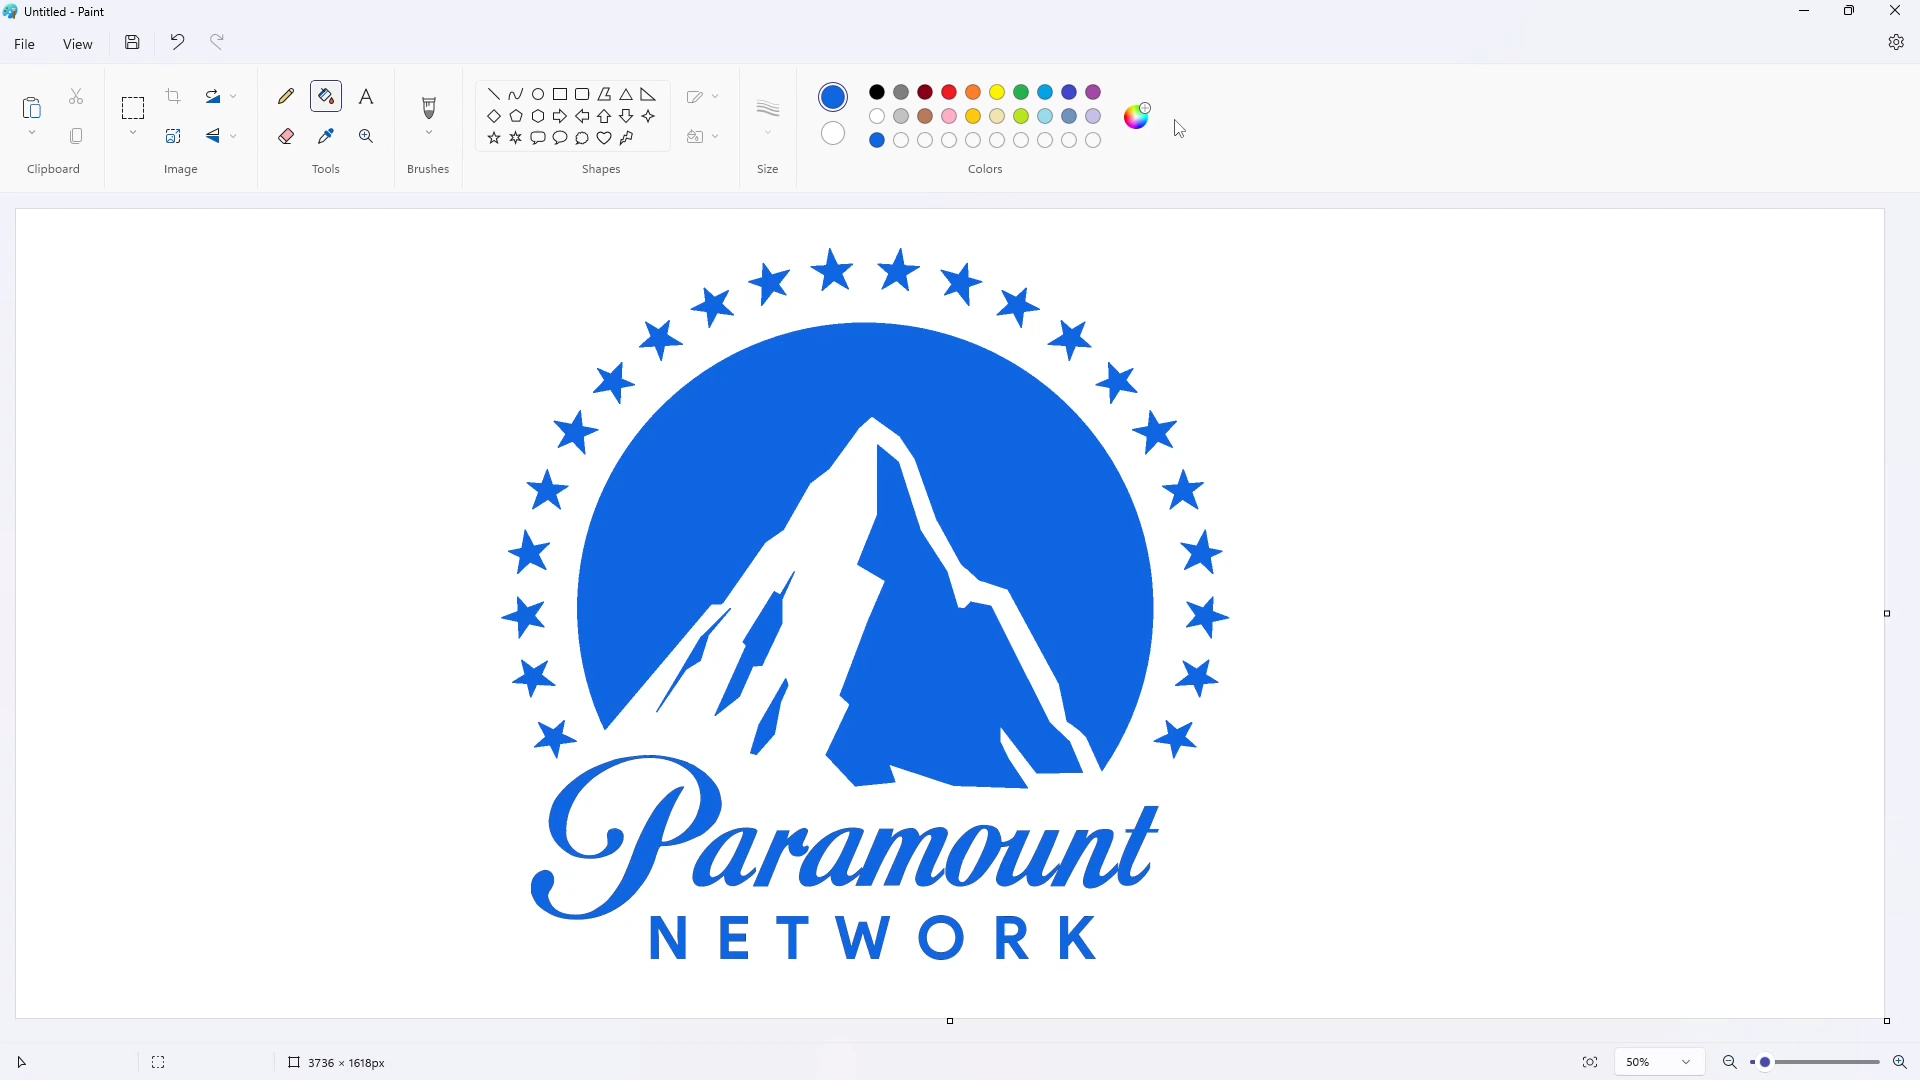 Untitled - Paint
File
View
Clipboard
Image
Tools
Brushes
Shapes
Size
Colors
Paramount
NETWORK
3736 × 1618px
50%